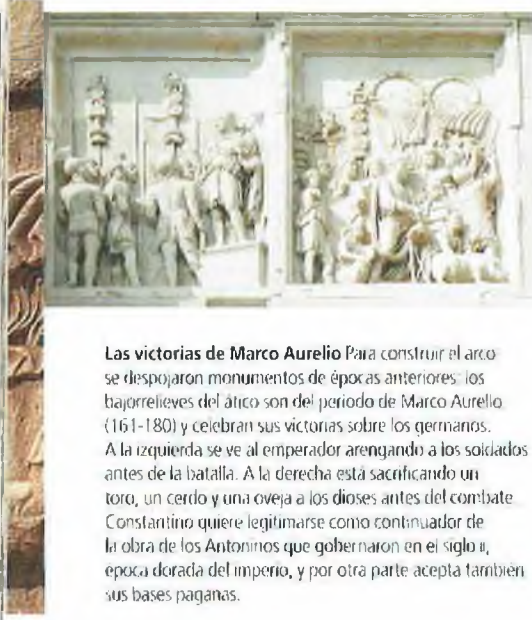 Las victorias de Marco Aurelio Para construir el arco
se despojaron monumentos de épocas anteriores: los
bajorrelieves del ático son del periodo de Marco Aurelio
(161-180) y celebran sus victorias sobre los germanos.
A la izquierda se ve al emperador arengando a los soldados
antes de la batalla. A la derecha está sacrificando un
toro, un cerdo y una oveja a los dioses antes del combate.
Constantino quiere legitimarse como continuador de
la obra de los Antoninos que gobernaron en el siglo II,
época dorada del imperio, y por otra parte acepta también
sus bases paganas.